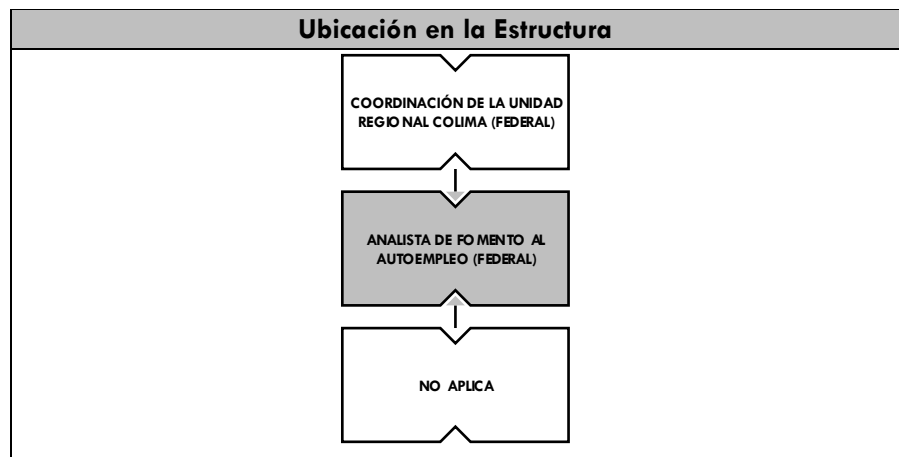 Ubicación en la Estructura
COORDINACIÓN DE LA UNIDAD
REGIONAL COLIMA (FEDERAL)
ANALISTA DE FOMENTO AL
AUTOEMPLEO (FEDERAL)
NO APLICA